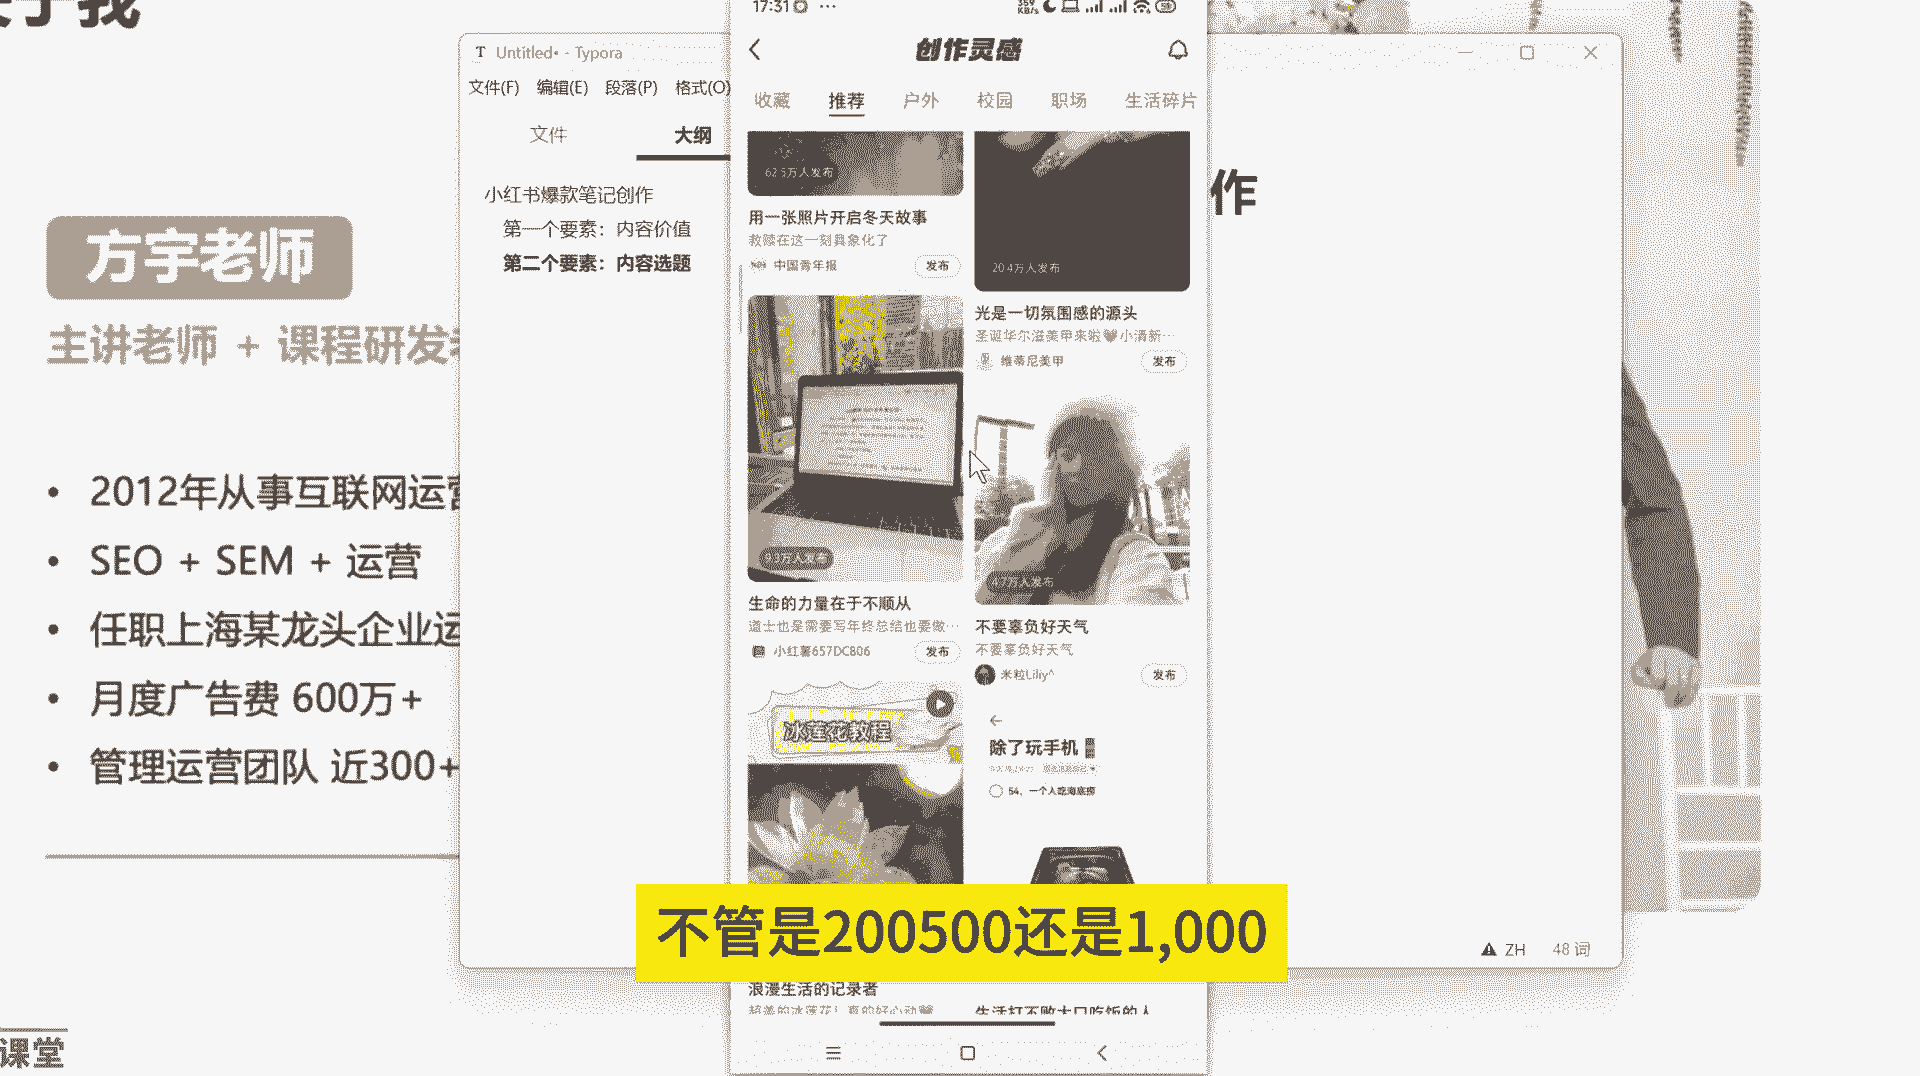 关于我
方宇老师
主讲老师 + 课程研发
• 2012年从事互联网运营
• SEO + SEM + 运营
• 任职上海某龙头企业运
• 月度广告费 600万+
• 管理运营团队 近300+
课堂
T Untitled• - Typora
文件(F) 编辑(E) 段落(P) 格式(O)
文件 大纲
小红书爆款笔记创作
第一个要素：内容价值
第二个要素：内容选题
作
ZH 48 词
17:31 ···
创作灵感
收藏 推荐 户外 校园 职场 生活碎片
62.5万人发布
用一张照片开启冬天故事
救赎在这一刻具象化了
中国青年报 发布
20.4万人发布
光是一切氛围感的源头
圣诞华尔滋美甲来啦🖤小清新···
维蒂尼美甲 发布
9.9万人发布
生命的力量在于不顺从
道士也是需要写年终总结也要做···
小红薯657DC806 发布
4.7万人发布
不要辜负好天气
不要辜负好天气
米粒Liliy^ 发布
冰莲花教程
除了玩手机
54、一个人吃海底捞
不管是200500还是1,000
浪漫生活的记录者
超美的冰莲花！真的好心动
生活打不败大口吃饭的人